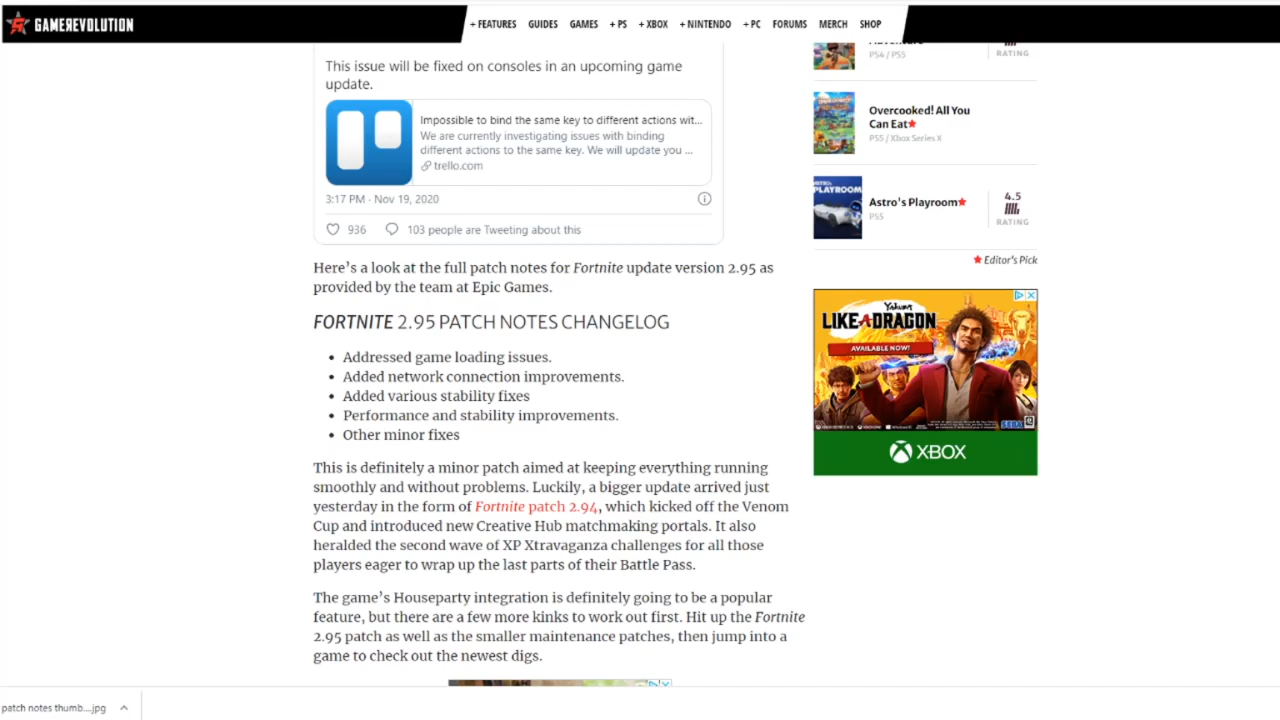 GAMEREVOLUTION
+ FEATURES GUIDES GAMES + PS + XBOX + NINTENDO + PC FORUMS MERCH SHOP
This issue will be fixed on consoles in an upcoming game
update.
Impossible to bind the same key to different actions wit...
We are currently investigating issues with binding
different actions to the same key. We will update you ...
trello.com
3:17 PM · Nov 19, 2020
936 103 people are Tweeting about this
Here's a look at the full patch notes for Fortnite update version 2.95 as
provided by the team at Epic Games.
FORTNITE 2.95 PATCH NOTES CHANGELOG
• Addressed game loading issues.
• Added network connection improvements.
• Added various stability fixes
• Performance and stability improvements.
• Other minor fixes
This is definitely a minor patch aimed at keeping everything running
smoothly and without problems. Luckily, a bigger update arrived just
yesterday in the form of Fortnite patch 2.94, which kicked off the Venom
Cup and introduced new Creative Hub matchmaking portals. It also
heralded the second wave of XP Xtravaganza challenges for all those
players eager to wrap up the last parts of their Battle Pass.
The game's Houseparty integration is definitely going to be a popular
feature, but there are a few more kinks to work out first. Hit up the Fortnite
2.95 patch as well as the smaller maintenance patches, then jump into a
game to check out the newest digs.
PS4 / PS5
RATING
Overcooked! All You
Can Eat
PS5 / Xbox Series X
PLAYROOM
Astro's Playroom
PS5
4.5
RATING
Editor's Pick
YAKUZA
LIKE A DRAGON
AVAILABLE NOW!
SEGA
XBOX
patch notes thumb....jpg